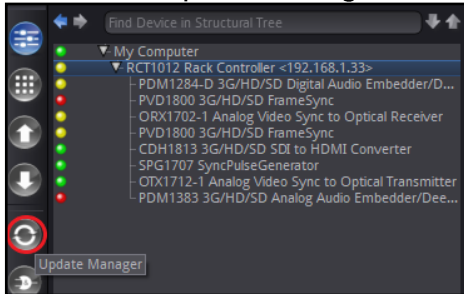 Find Device in Structural Tree
My Computer
RCT1012 Rack Controller <192.168.1.33>
PDM1284-D 3G/HD/SD Digital Audio Embedder/D...
PVD1800 3G/HD/SD FrameSync
ORX1702-1 Analog Video Sync to Optical Receiver
PVD1800 3G/HD/SD FrameSync
CDH1813 3G/HD/SD SDI to HDMI Converter
SPG1707 SyncPulseGenerator
OTX1712-1 Analog Video Sync to Optical Transmitter
PDM1383 3G/HD/SD Analog Audio Embedder/Dee...
Update Manager